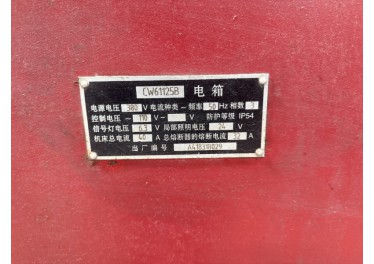 CW61125B 电箱
电源电压 380 V 电流种类 ~ 频率 50 Hz 相数 3
控制电压 ~ 110 V - V 防护等级 IP54
信号灯电压 6.3 V 局部照明电压 24 V
机床总电流 A 总熔断器的熔断电流 32 A
出厂编号 A41831B029